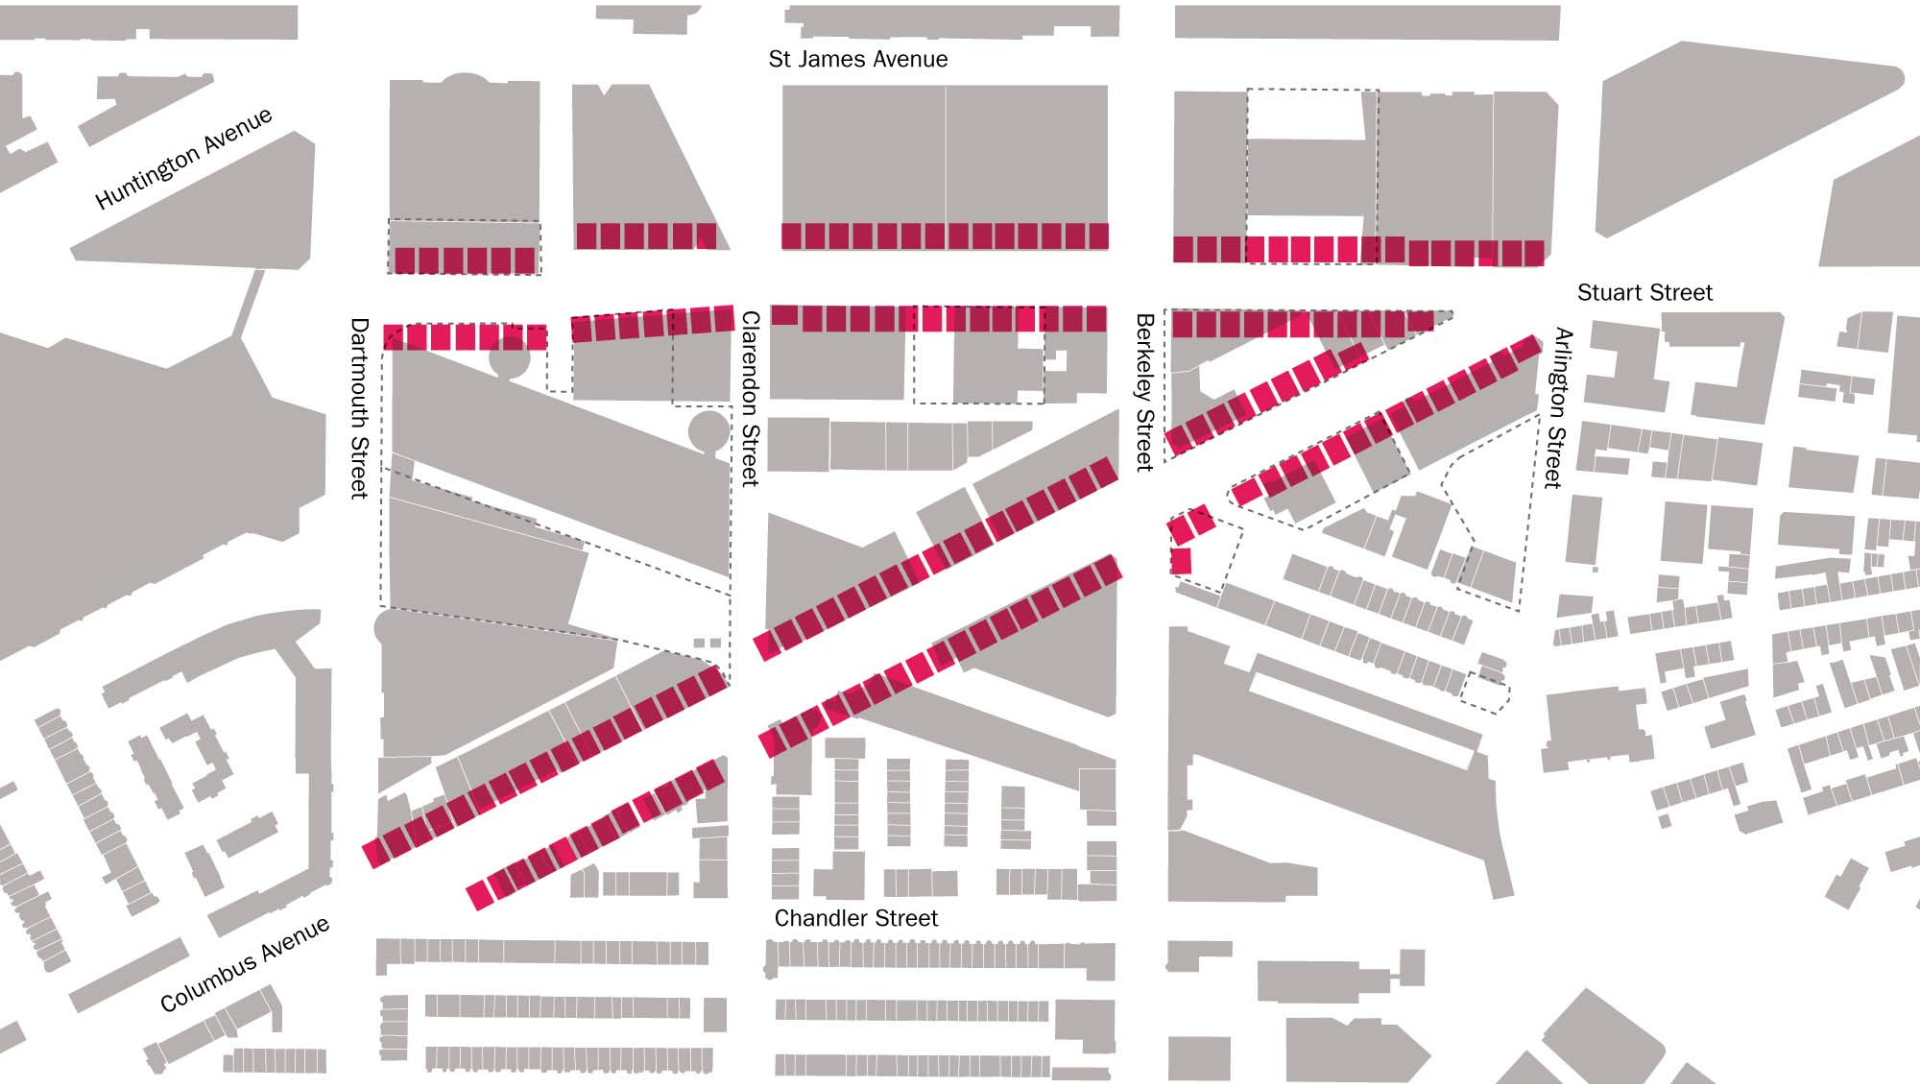 St James Avenue
Huntington Avenue
Stuart Street
Dartmouth Street
Clarendon Street
Berkeley Street
Arlington Street
Chandler Street
Columbus Avenue